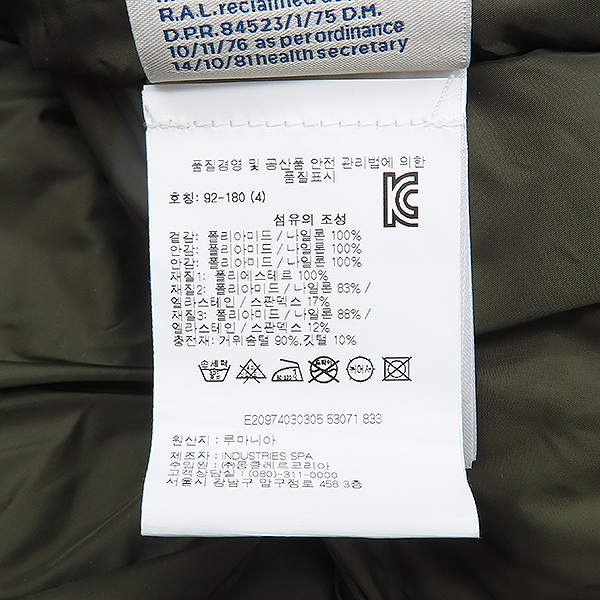 R.A.L. reclaimed
D.P.R. 84523/1/75 D.M.
10/11/76 as per ordinance
14/10/81 health secretary
품질경영 및 공산품 안전 관리법에 의한
품질표시
호칭: 92-180 (4)
KC
섬유의 조성
겉감: 폴리아미드 / 나일론 100%
안감: 폴리아미드 / 나일론 100%
안감: 폴리아미드 / 나일론 100%
재질1: 폴리에스테르 100%
재질2: 폴리아미드 / 나일론 83% /
엘라스테인 / 스판덱스 17%
재질3: 폴리아미드 / 나일론 88% /
엘라스테인 / 스판덱스 12%
충전재: 거위솜털 90%, 깃털 10%
손세탁 드라이
E20974030305 53071 833
원산지 : 루마니아
제조자 : INDUSTRIES SPA
수입원 : ㈜몽클레르코리아
고객상담실 : (080)-311-0000
서울시 강남구 압구정로 458 3층